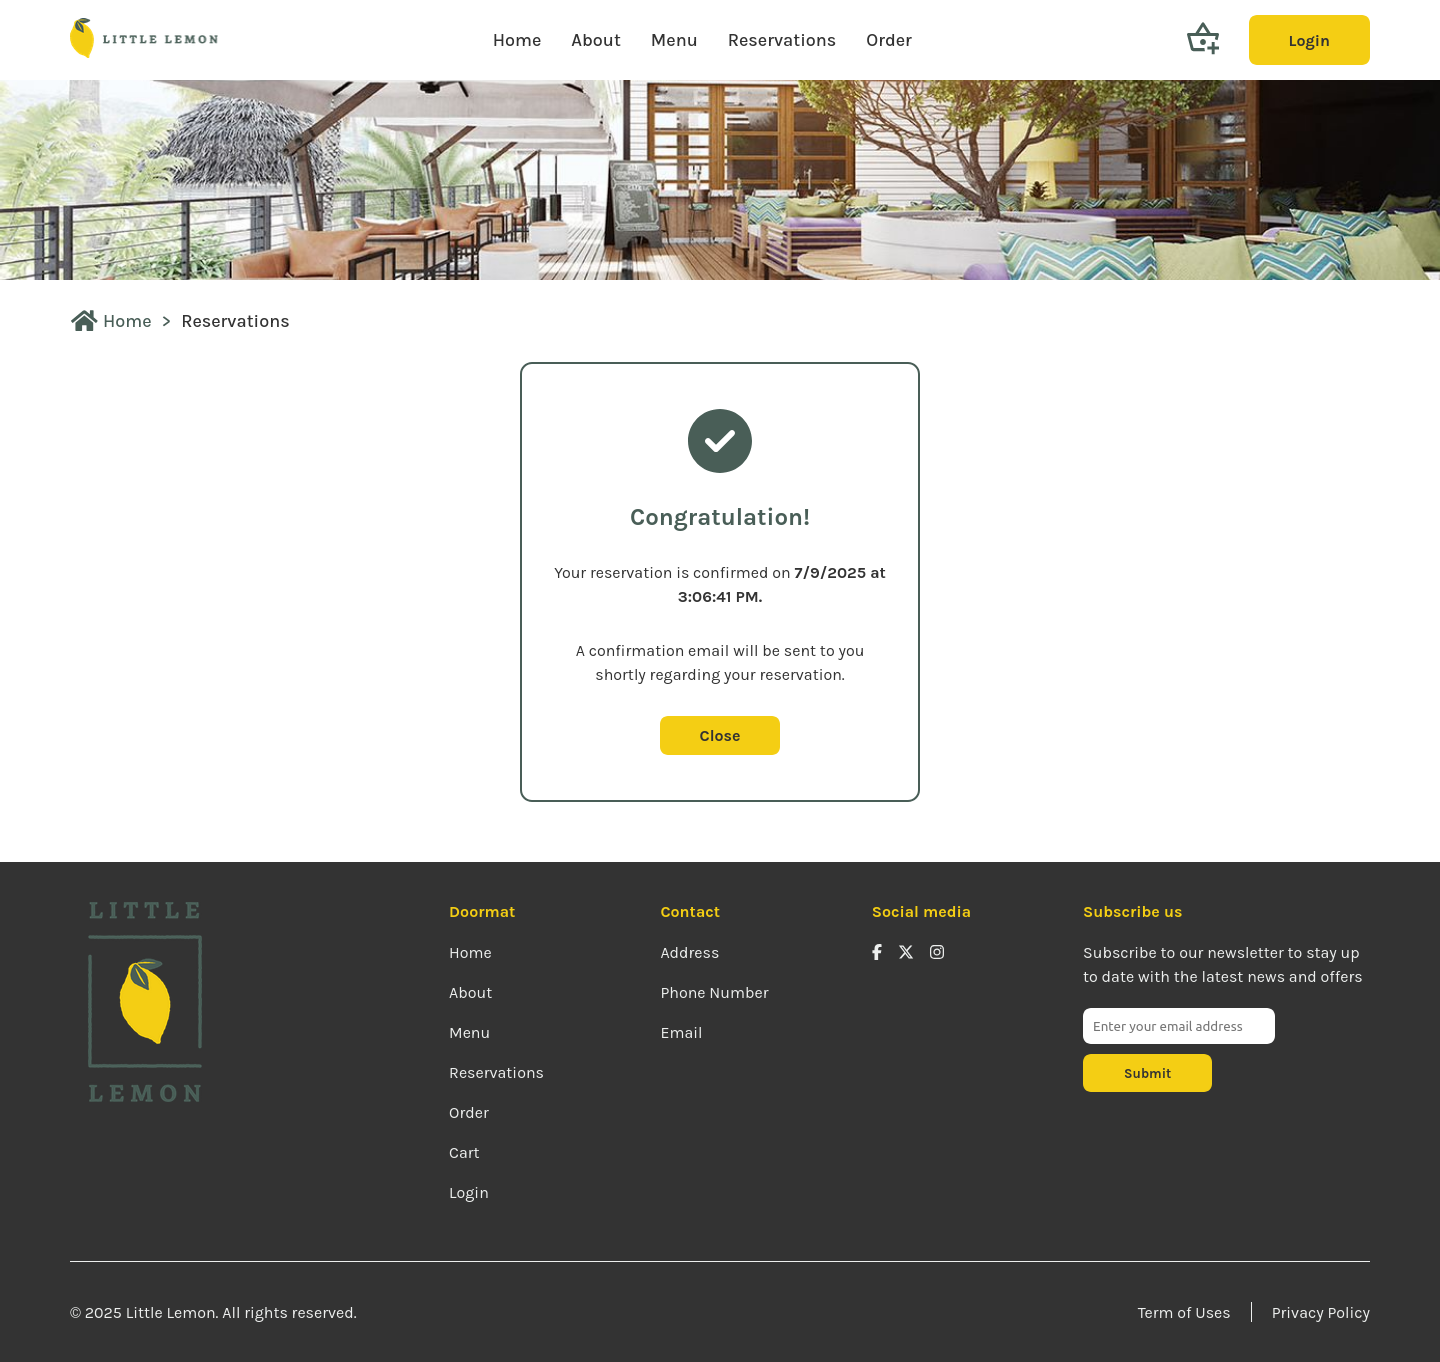 LITTLE LEMON
Home About Menu Reservations Order
Login
Home > Reservations
Congratulation!
Your reservation is confirmed on 7/9/2025 at
3:06:41 PM.
A confirmation email will be sent to you
shortly regarding your reservation.
Close
LITTLE
LEMON
Doormat
Home
About
Menu
Reservations
Order
Cart
Login
Contact
Address
Phone Number
Email
Social media
Subscribe us
Subscribe to our newsletter to stay up
to date with the latest news and offers
Enter your email address
Submit
© 2025 Little Lemon. All rights reserved.
Term of Uses
Privacy Policy